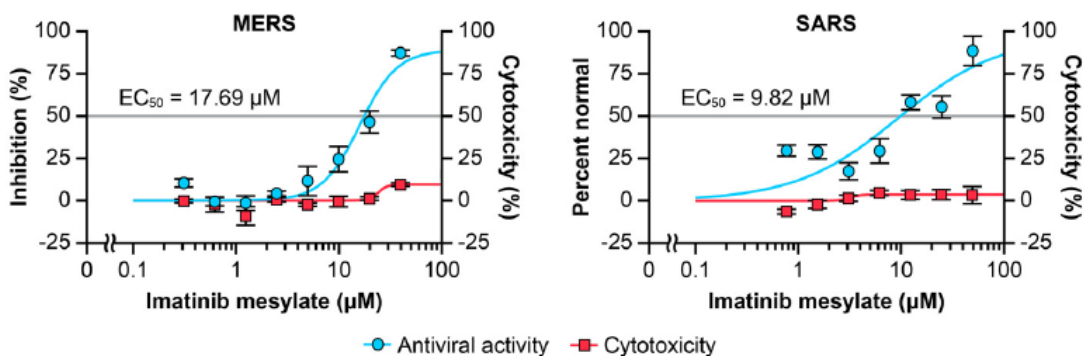 MERS
100
75
50
25
0
-25
Inhibition (%)
EC₅₀ = 17.69 µM
100
75
50
25
0
-25
Cytotoxicity (%)
0 0.1 1 10 100
Imatinib mesylate (µM)
SARS
100
75
50
25
0
-25
Percent normal
EC₅₀ = 9.82 µM
100
75
50
25
0
-25
Cytotoxicity (%)
0 0.1 1 10 100
Imatinib mesylate (µM)
Antiviral activity Cytotoxicity